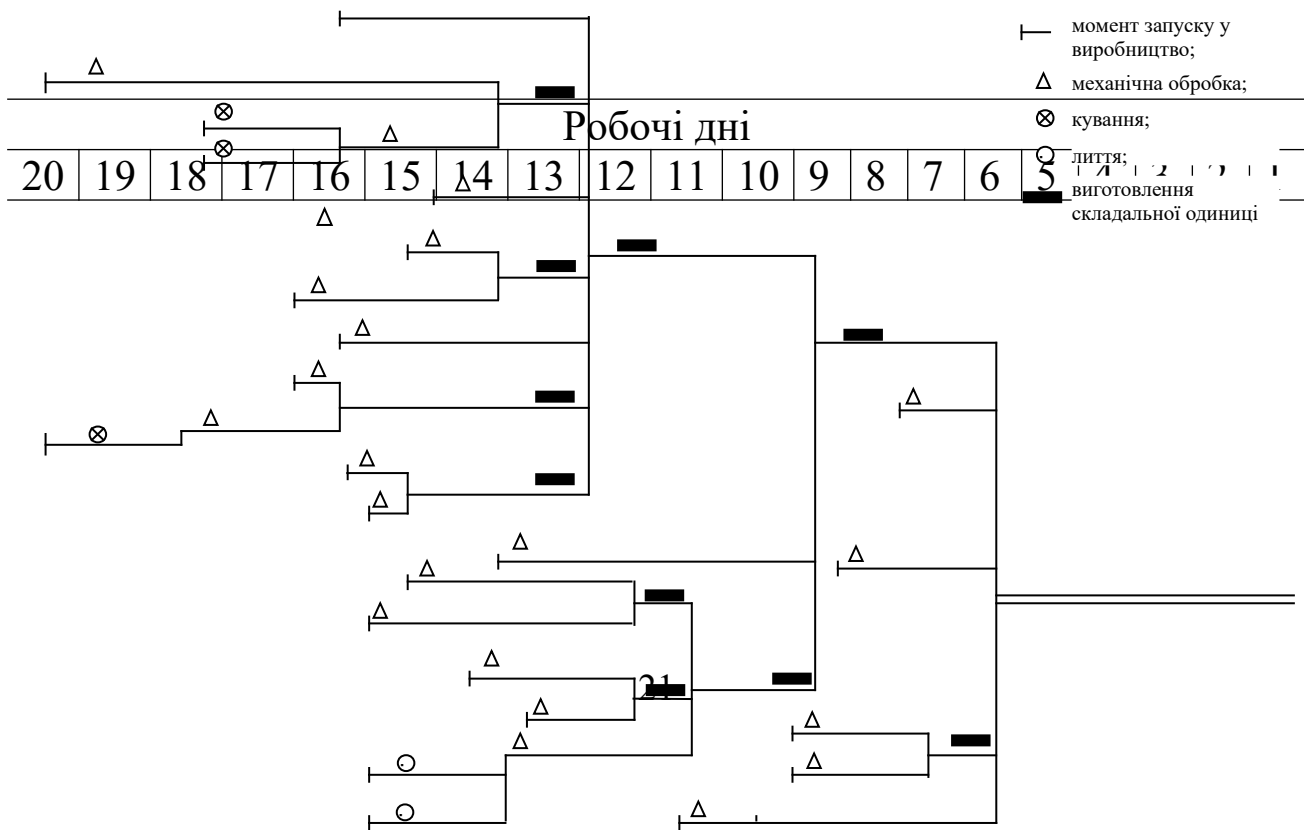 момент запуску у
виробництво;
механічна обробка;
кування;
Робочі дні
лиття;
20 19 18 17 16 15 14 13 12 11 10 9 8 7 6 5
виготовлення
складальної одиниці
21